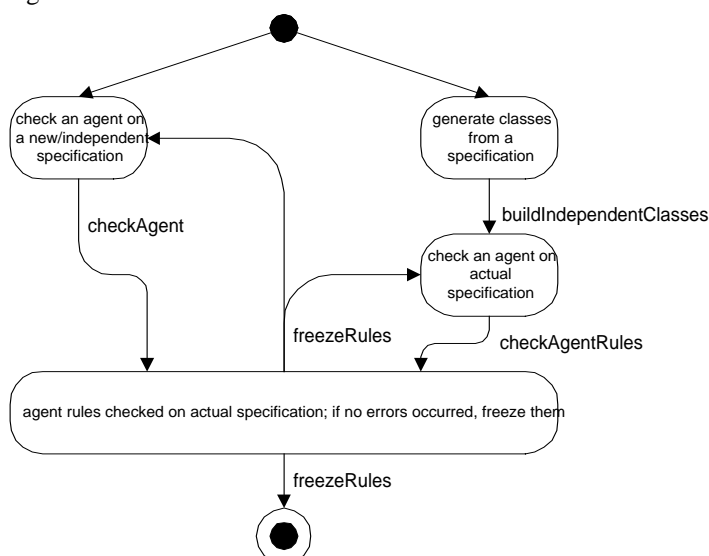 check an agent on
a new/independent
specification
generate classes
from a
specification
checkAgent
buildIndependentClasses
check an agent on
actual
specification
freezeRules
checkAgentRules
agent rules checked on actual specification; if no errors occurred, freeze them
freezeRules